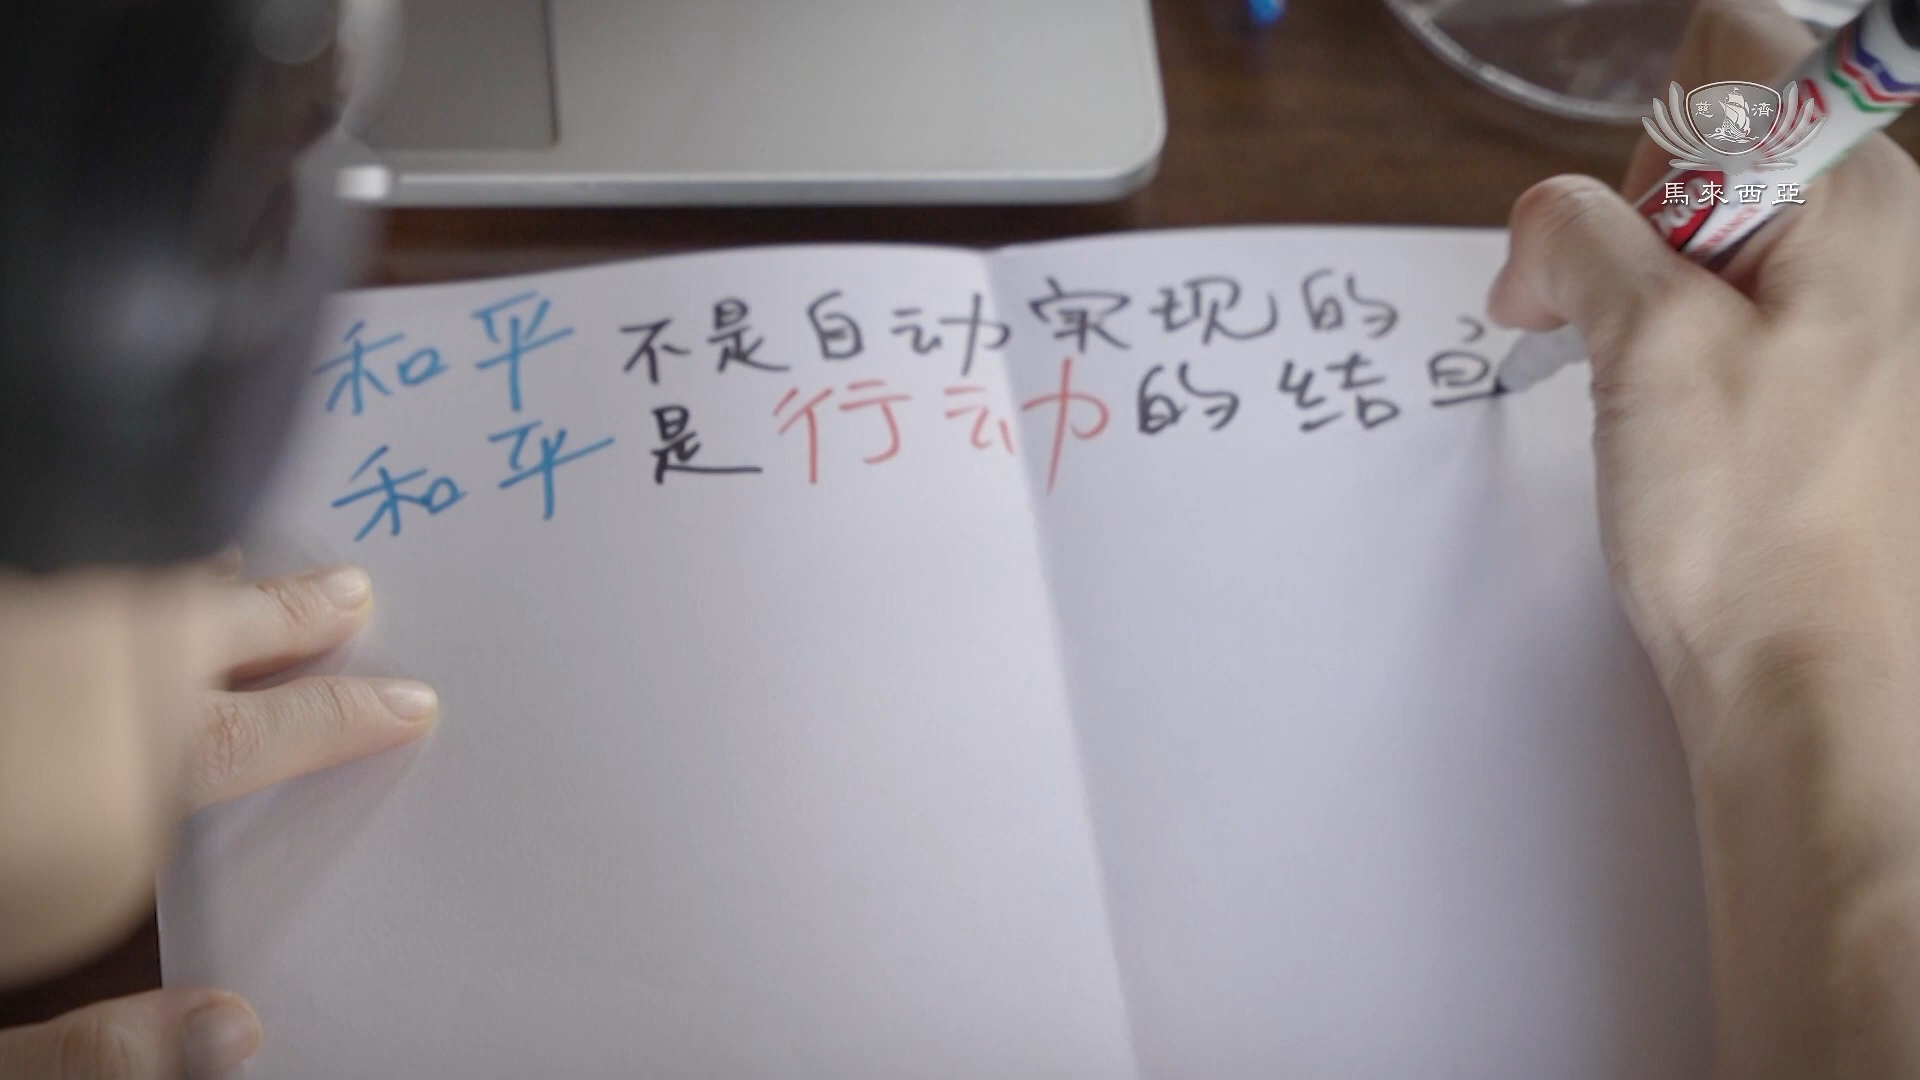 和平 不是自动实现的,
和平 是行动的结
慈濟
馬來西亞